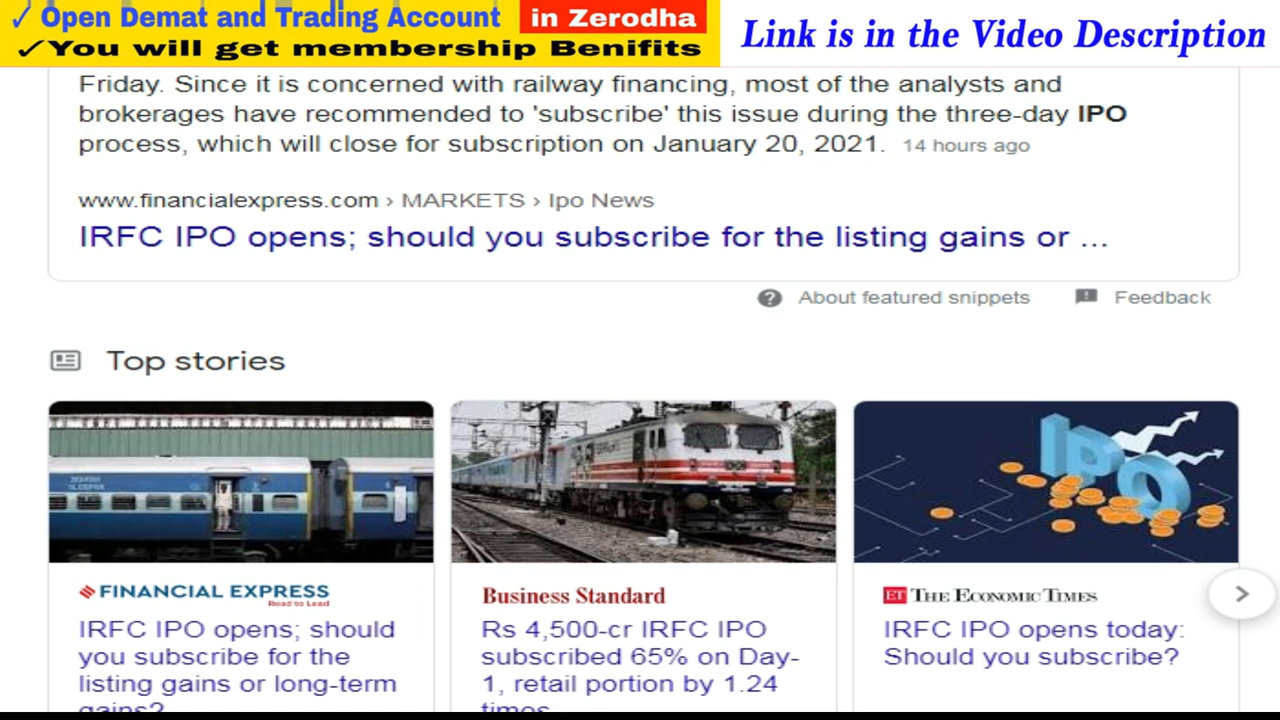 ✓ Open Demat and Trading Account in Zerodha
✓You will get membership Benifits
Link is in the Video Description
Friday. Since it is concerned with railway financing, most of the analysts and
brokerages have recommended to 'subscribe' this issue during the three-day IPO
process, which will close for subscription on January 20, 2021. 14 hours ago
www.financialexpress.com › MARKETS › Ipo News
IRFC IPO opens; should you subscribe for the listing gains or ...
About featured snippets
Feedback
Top stories
IPO
FINANCIAL EXPRESS
Read to Lead
IRFC IPO opens; should
you subscribe for the
listing gains or long-term
gains?
Business Standard
Rs 4,500-cr IRFC IPO
subscribed 65% on Day-
1, retail portion by 1.24
times
ET THE ECONOMIC TIMES
IRFC IPO opens today:
Should you subscribe?